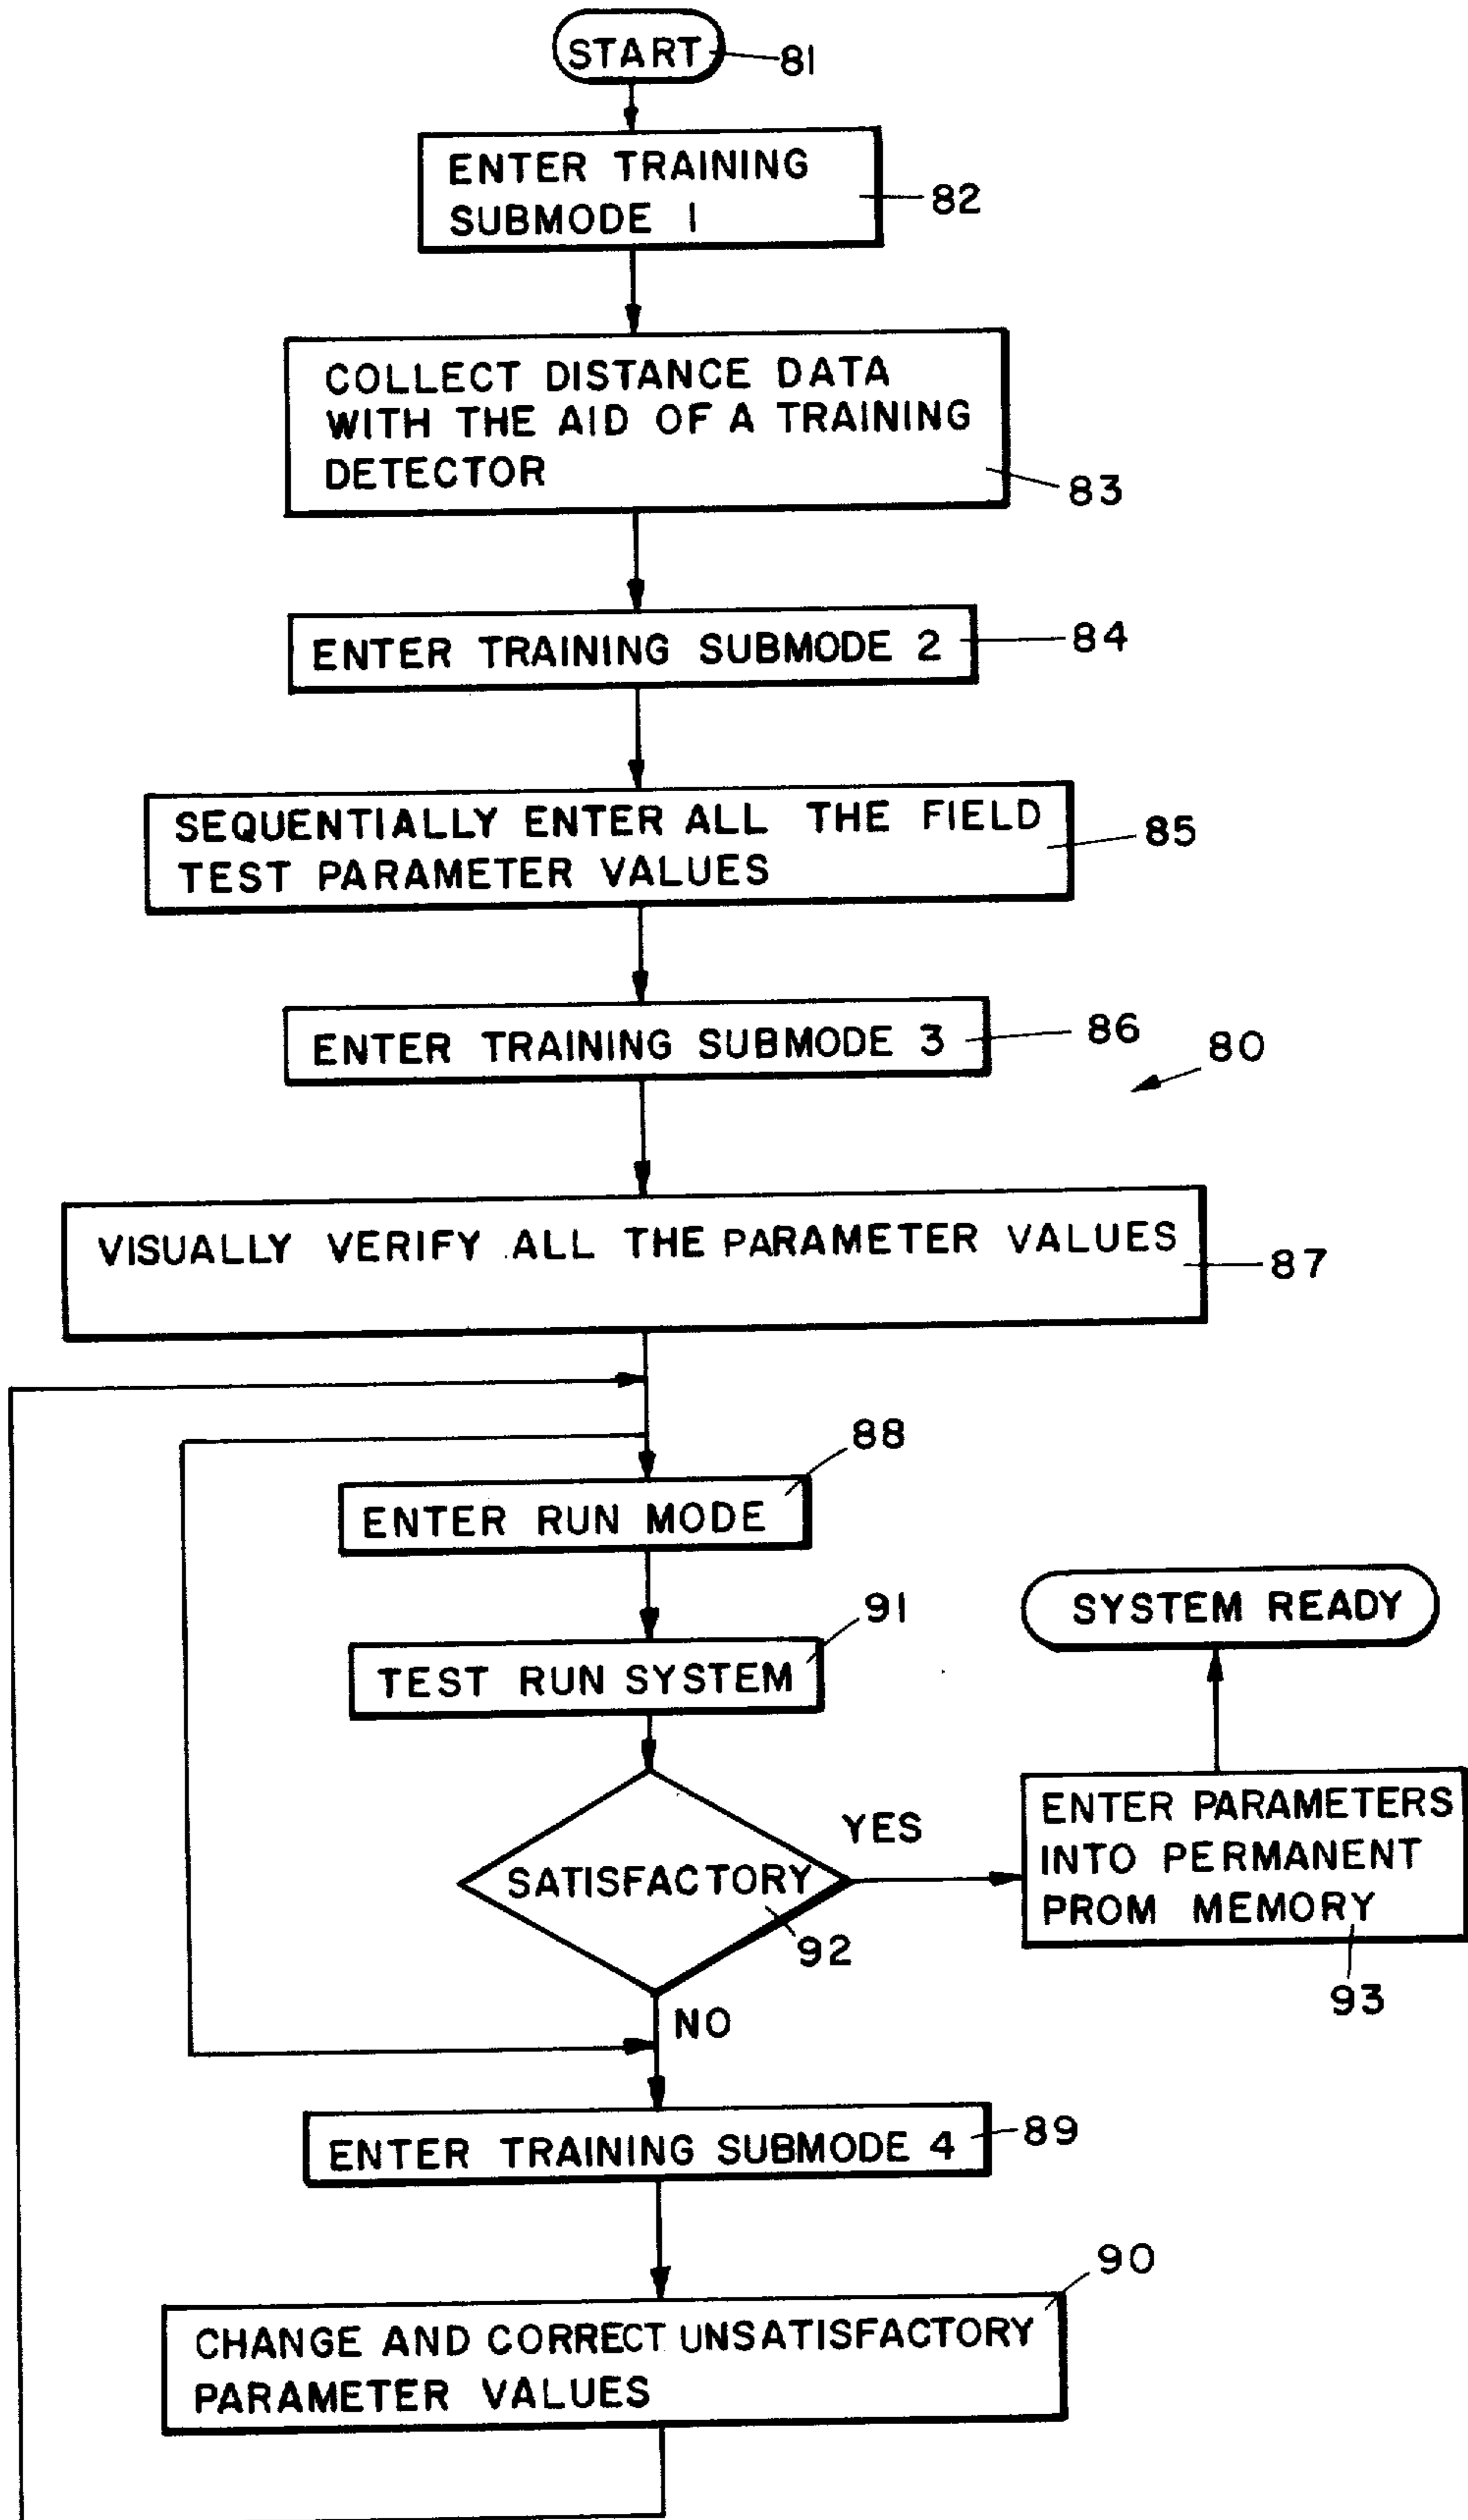 START
81
ENTER TRAINING
SUBMODE 1
82
COLLECT DISTANCE DATA
WITH THE AID OF A TRAINING
DETECTOR
83
ENTER TRAINING SUBMODE 2
84
SEQUENTIALLY ENTER ALL THE FIELD
TEST PARAMETER VALUES
85
ENTER TRAINING SUBMODE 3
86
80
VISUALLY VERIFY ALL THE PARAMETER VALUES
87
88
ENTER RUN MODE
91
TEST RUN SYSTEM
SYSTEM READY
SATISFACTORY
92
YES
ENTER PARAMETERS
INTO PERMANENT
PROM MEMORY
93
NO
ENTER TRAINING SUBMODE 4
89
90
CHANGE AND CORRECT UNSATISFACTORY
PARAMETER VALUES